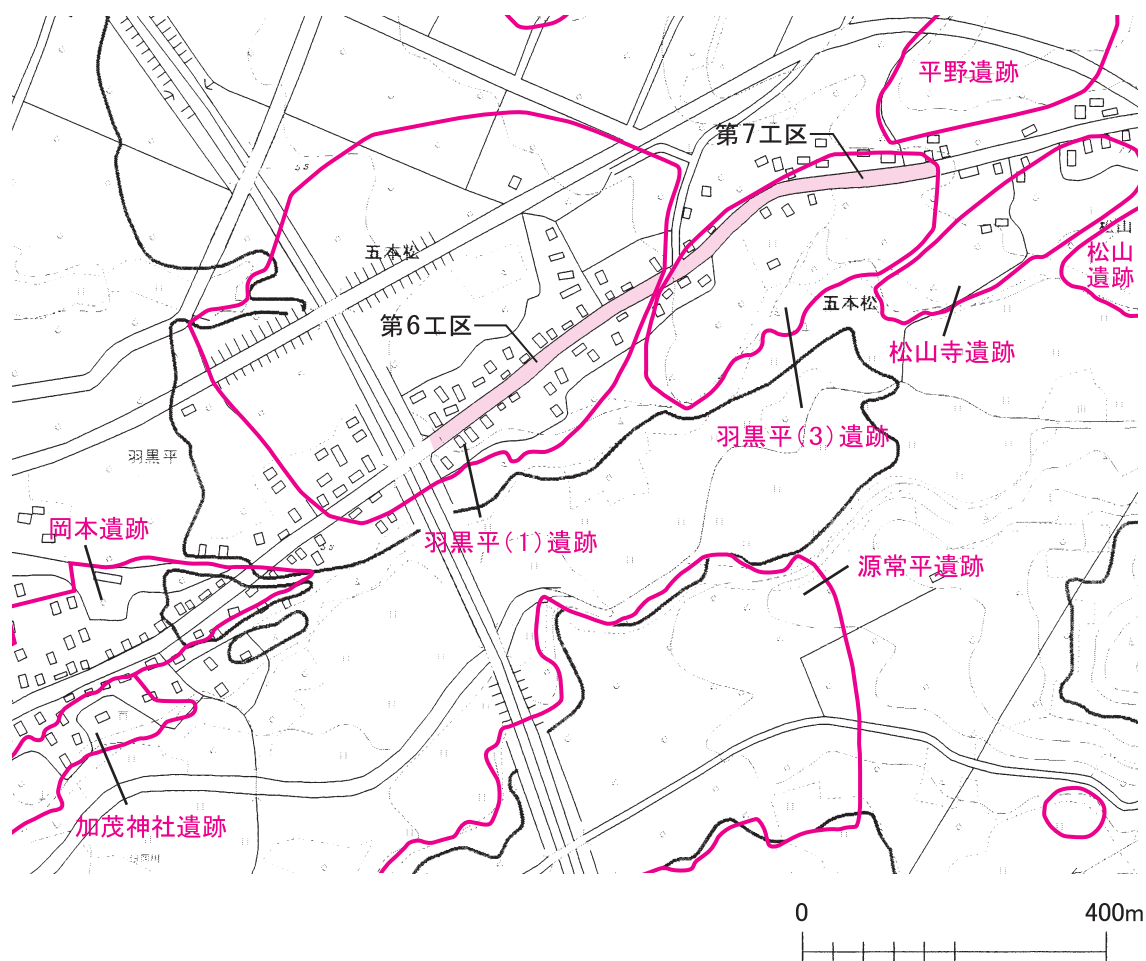 平野遺跡
第7工区
五本松
松山
松山
遺跡
五本松
第6工区
松山寺遺跡
羽黒平(3)遺跡
羽黒平
岡本遺跡
羽黒平(1)遺跡
源常平遺跡
加茂神社遺跡
0
400m